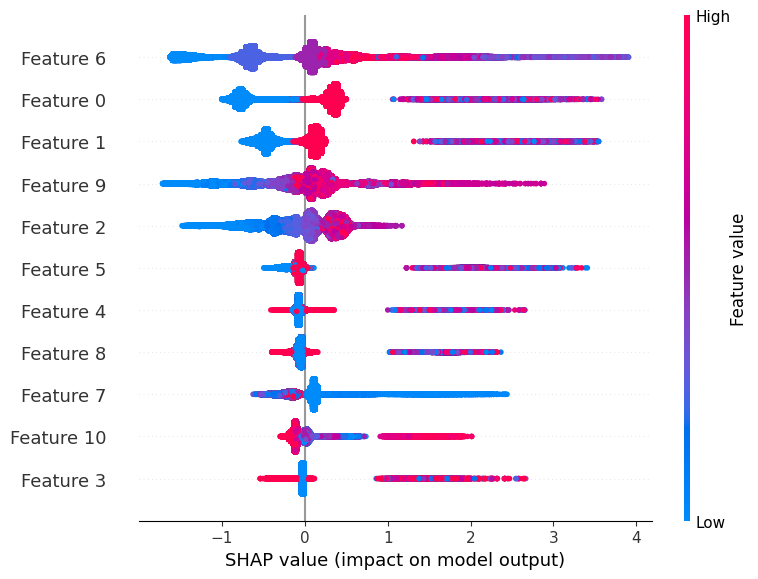 High
Feature 6
Feature 0
Feature 1
Feature 9
Feature 2
Feature 5
Feature 4
Feature 8
Feature 7
Feature 10
Feature 3
Feature value
Low
−1 0 1 2 3 4
SHAP value (impact on model output)